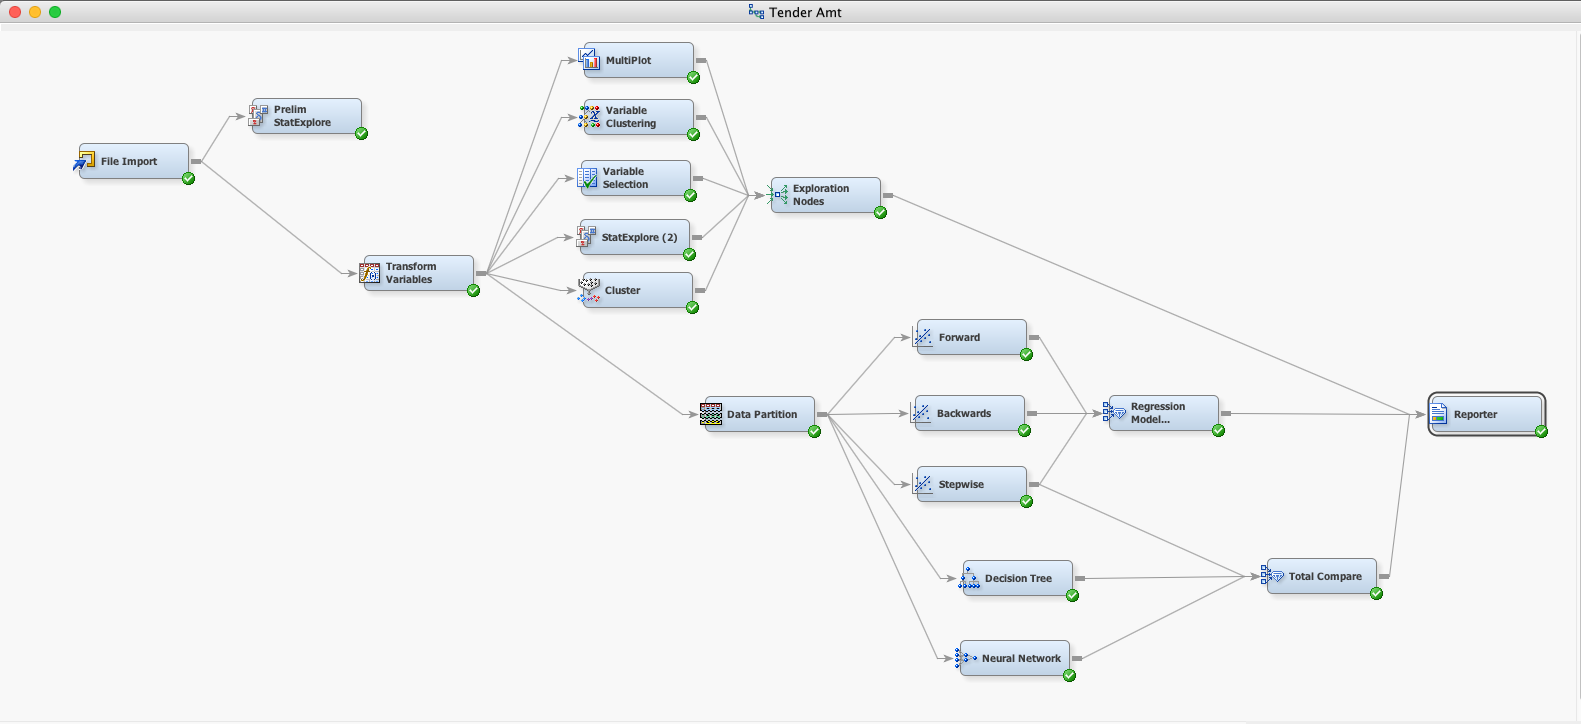 Tender Amt
MultiPlot
Prelim
StatExplore
Variable
Clustering
File Import
Variable
Selection
Exploration
Nodes
StatExplore (2)
Transform
Variables
Cluster
Forward
Data Partition
Backwards
Regression
Model...
Reporter
Stepwise
Decision Tree
Total Compare
Neural Network